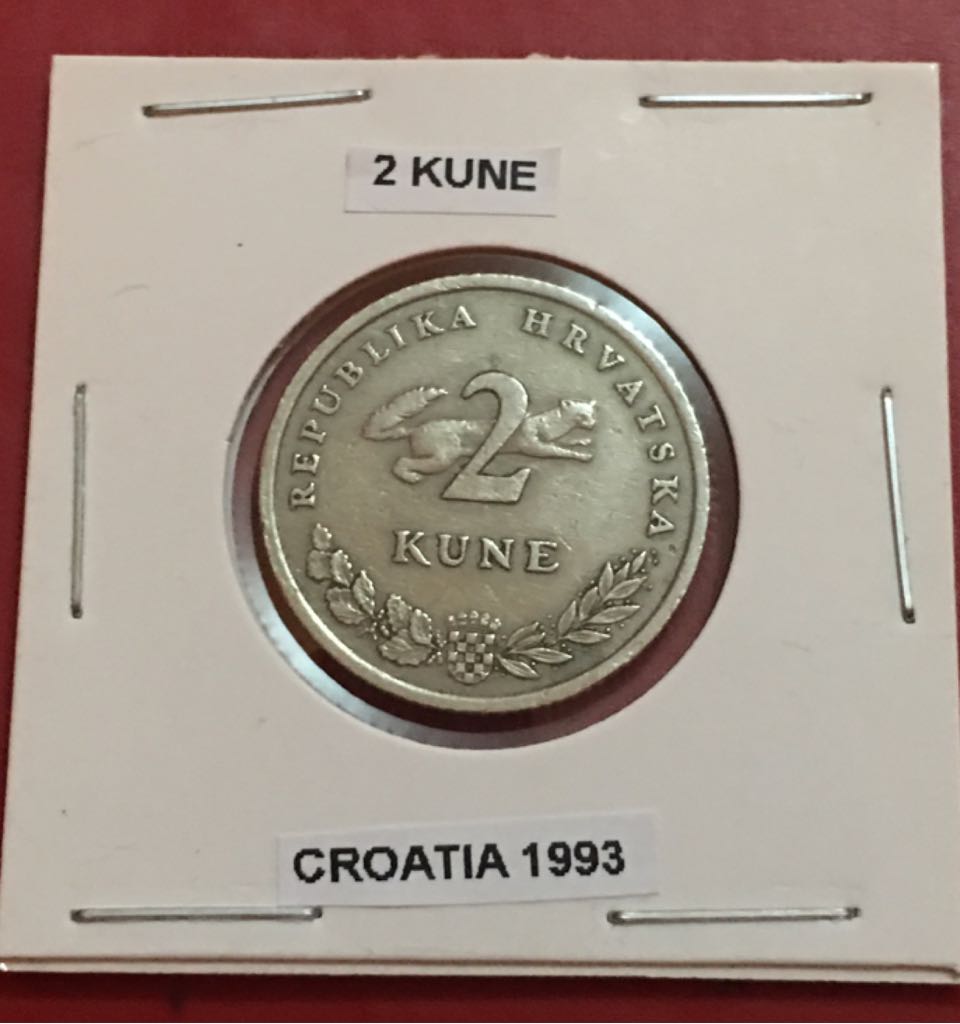 2 KUNE
REPUBLIKA HRVATSKA
2
KUNE
CROATIA 1993